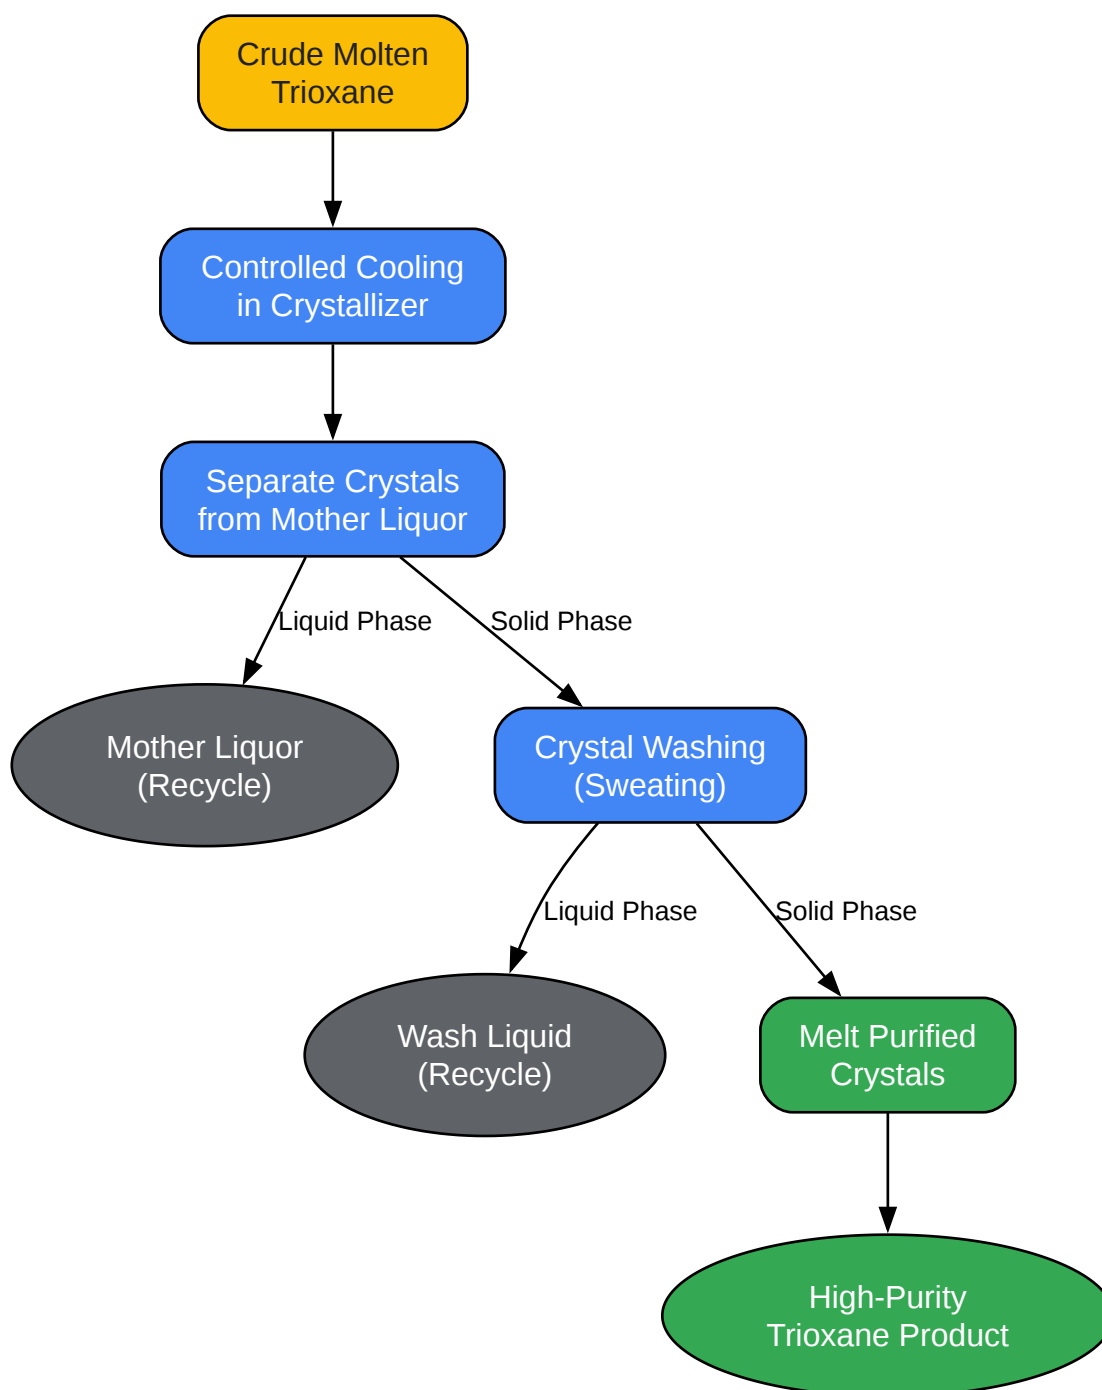 Crude Molten
Trioxane
Controlled Cooling
in Crystallizer
Separate Crystals
from Mother Liquor
Liquid Phase
Solid Phase
Mother Liquor
(Recycle)
Crystal Washing
(Sweating)
Liquid Phase
Solid Phase
Wash Liquid
(Recycle)
Melt Purified
Crystals
High-Purity
Trioxane Product